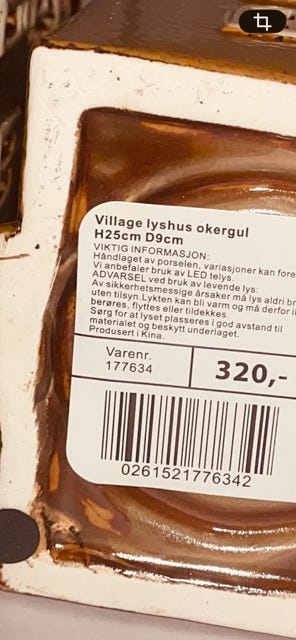 Village lyshus okergul
H25cm D9cm
VIKTIG INFORMASJON:
Håndlaget av porselen, variasjoner kan fore
Vi anbefaler bruk av LED telys.
ADVARSEL ved bruk av levende lys:
Av sikkerhetsmessige årsaker må lys aldri br
uten tilsyn.Lykten kan bli varm og må derfor i
berøres, flyttes eller tildekkes.
Sørg for at lyset plasseres i god avstand til
materialet og beskytt underlaget.
Produsert i Kina.
Varenr.
177634
320,-
0261521776342